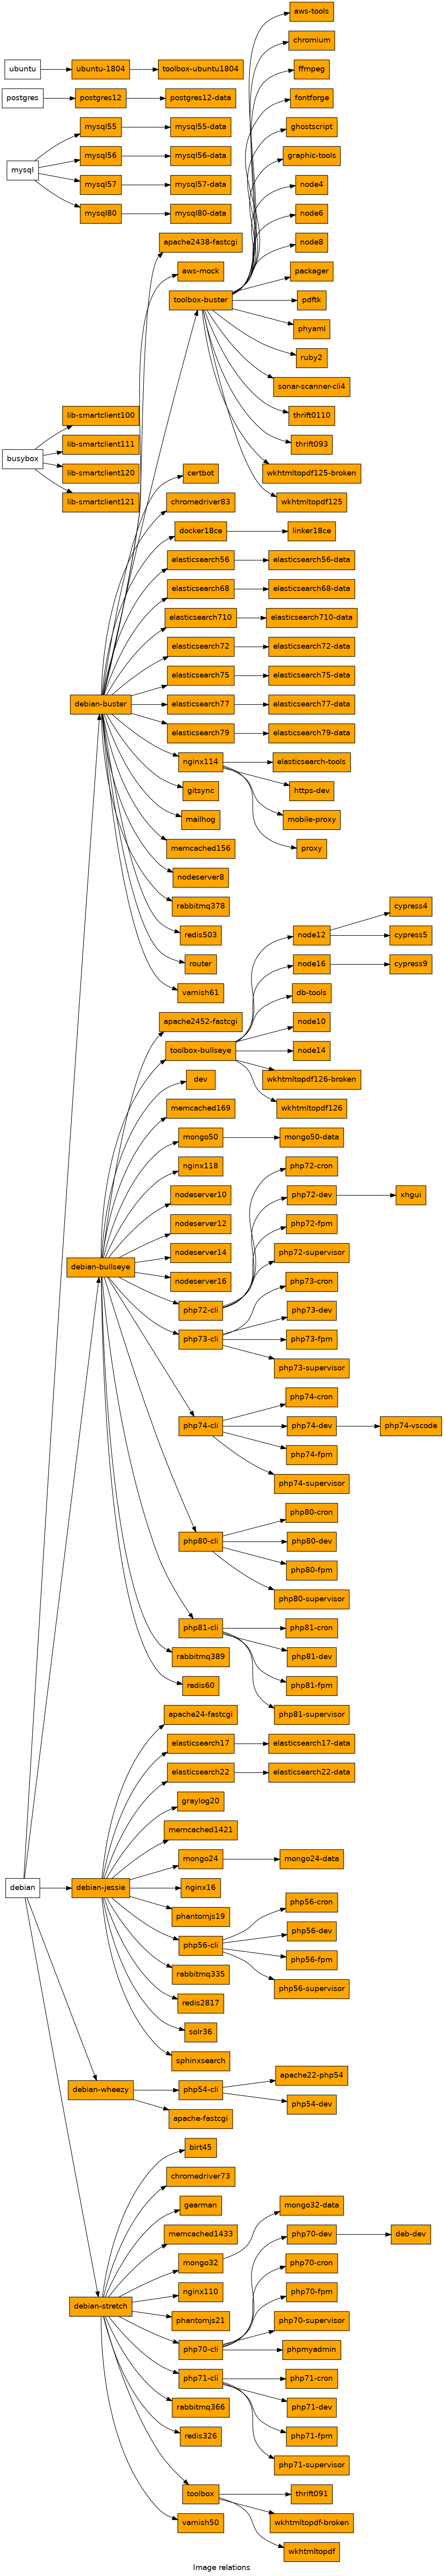 aws-tools
chromium
ubuntu
ubuntu-1804
toolbox-ubuntu1804
ffmpeg
postgres
postgres12
postgres12-data
fontforge
mysql55
mysql55-data
ghostscript
mysql56
mysql56-data
graphic-tools
mysql
mysql57
mysql57-data
node4
mysql80
mysql80-data
node6
apache2438-fastcgi
node8
aws-mock
packager
toolbox-buster
pdftk
phyaml
ruby2
sonar-scanner-cli4
lib-smartclient100
thrift0110
lib-smartclient111
thrift093
busybox
lib-smartclient120
certbot
wkhtmltopdf125-broken
lib-smartclient121
chromedriver83
wkhtmltopdf125
docker18ce
linker18ce
elasticsearch56
elasticsearch56-data
elasticsearch68
elasticsearch68-data
elasticsearch710
elasticsearch710-data
elasticsearch72
elasticsearch72-data
elasticsearch75
elasticsearch75-data
debian-buster
elasticsearch77
elasticsearch77-data
elasticsearch79
elasticsearch79-data
nginx114
elasticsearch-tools
gitsync
https-dev
mailhog
mobile-proxy
memcached156
proxy
nodeserver8
rabbitmq378
cypress4
redis503
node12
cypress5
router
node16
cypress9
varnish61
db-tools
apache2452-fastcgi
node10
toolbox-bullseye
node14
dev
wkhtmltopdf126-broken
memcached169
wkhtmltopdf126
mongo50
mongo50-data
nginx118
php72-cron
nodeserver10
php72-dev
xhgui
nodeserver12
php72-fpm
nodeserver14
php72-supervisor
debian-bullseye
nodeserver16
php73-cron
php72-cli
php73-dev
php73-cli
php73-fpm
php73-supervisor
php74-cron
php74-cli
php74-dev
php74-vscode
php74-fpm
php74-supervisor
php80-cron
php80-cli
php80-dev
php80-fpm
php80-supervisor
php81-cli
php81-cron
rabbitmq389
php81-dev
redis60
php81-fpm
apache24-fastcgi
php81-supervisor
elasticsearch17
elasticsearch17-data
elasticsearch22
elasticsearch22-data
graylog20
memcached1421
mongo24
mongo24-data
debian
debian-jessie
nginx16
php56-cron
phantomjs19
php56-dev
php56-cli
php56-fpm
rabbitmq335
php56-supervisor
redis2817
solr36
sphinxsearch
apache22-php54
debian-wheezy
php54-cli
php54-dev
apache-fastcgi
birt45
chromedriver73
gearman
mongo32-data
memcached1433
php70-dev
deb-dev
mongo32
php70-cron
nginx110
php70-fpm
debian-stretch
phantomjs21
php70-supervisor
php70-cli
phpmyadmin
php71-cli
php71-cron
rabbitmq366
php71-dev
redis326
php71-fpm
php71-supervisor
toolbox
thrift091
varnish50
wkhtmltopdf-broken
wkhtmltopdf
Image relations